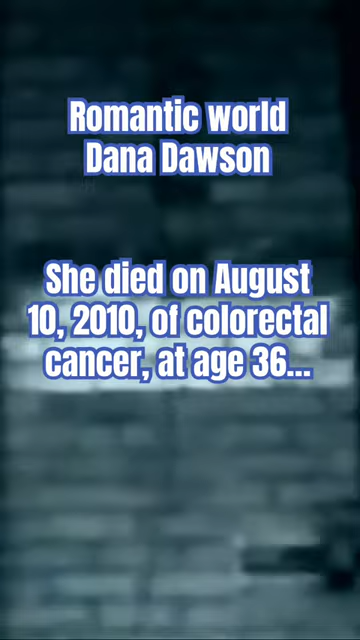 Romantic world
Dana Dawson
She died on August
10, 2010, of colorectal
cancer, at age 36...